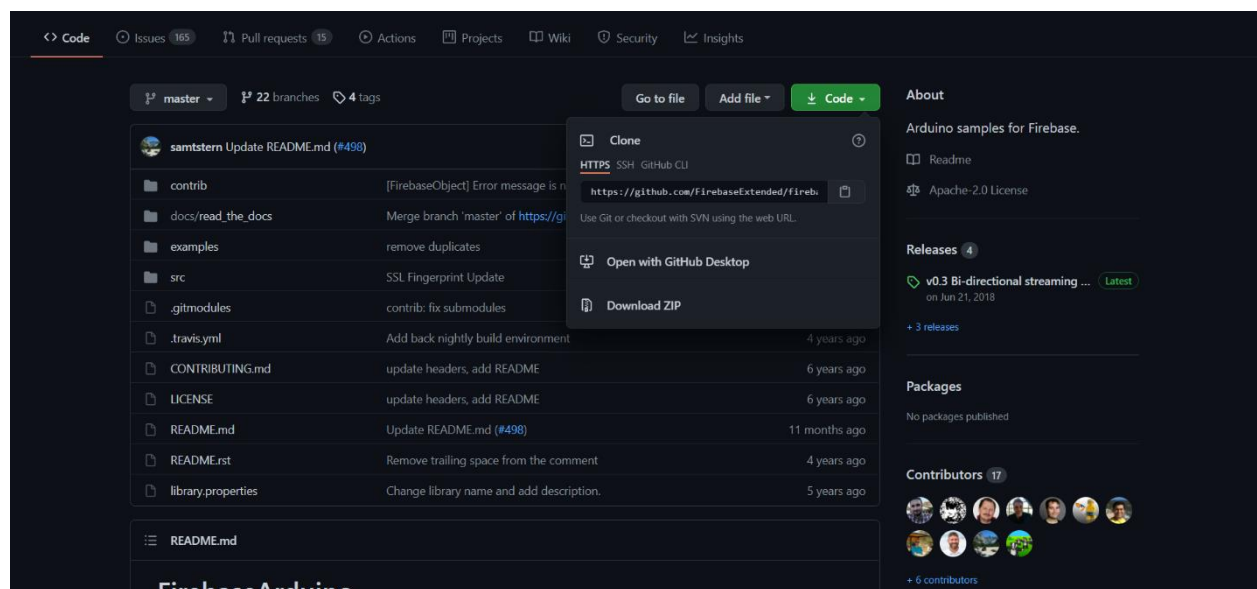 Code Issues 165 Pull requests 15 Actions Projects Wiki Security Insights
master 22 branches 4 tags Go to file Add file Code
samtstern Update README.md (#498)
contrib [FirebaseObject] Error message is n
docs/read_the_docs Merge branch 'master' of https://gi
examples remove duplicates
src SSL Fingerprint Update
.gitmodules contrib: fix submodules
.travis.yml Add back nightly build environment 4 years ago
CONTRIBUTING.md update headers, add README 6 years ago
LICENSE update headers, add README 6 years ago
README.md Update README.md (#498) 11 months ago
README.rst Remove trailing space from the comment 4 years ago
library.properties Change library name and add description. 5 years ago
README.md
FirebaseArduino
Clone
HTTPS SSH GitHub CLI
https://github.com/FirebaseExtended/fireba
Use Git or checkout with SVN using the web URL.
Open with GitHub Desktop
Download ZIP
About
Arduino samples for Firebase.
Readme
Apache-2.0 License
Releases 4
v0.3 Bi-directional streaming ... Latest
on Jun 21, 2018
+ 3 releases
Packages
No packages published
Contributors 17
+ 6 contributors